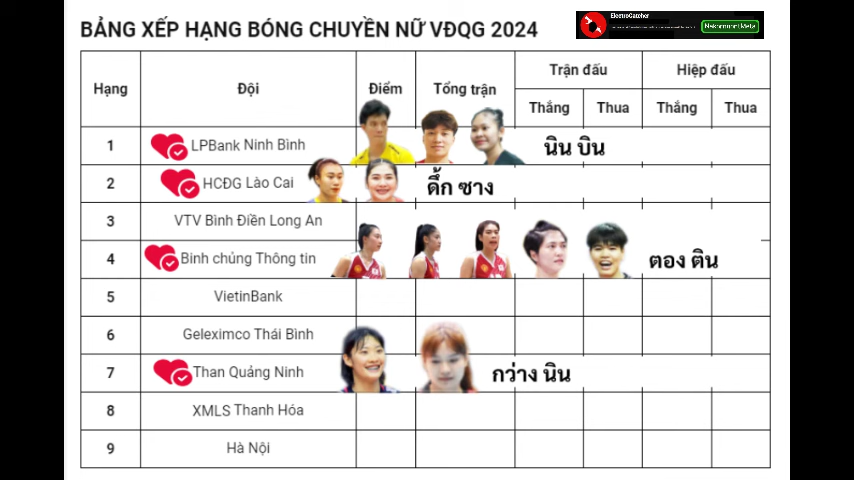 BẢNG XẾP HẠNG BÓNG CHUYỀN NỮ VĐQG 2024
ElectroCatcher
NakomoontMeta
Hạng Đội Điểm Tổng trận Trận đấu Hiệp đấu
Thắng Thua Thắng Thua
1 LPBank Ninh Bình นิน บิน
2 HCĐG Lào Cai ดึ๊ก ซาง
3 VTV Bình Điền Long An
4 Binh chủng Thông tin ตอง ติน
5 VietinBank
6 Geleximco Thái Bình
7 Than Quảng Ninh กว่าง นิน
8 XMLS Thanh Hóa
9 Hà Nội